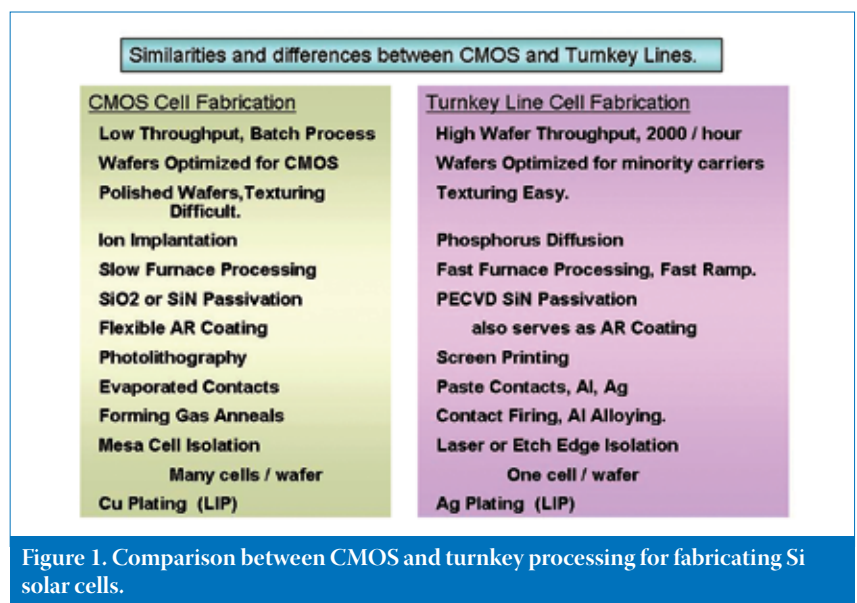 Similarities and differences between CMOS and Turnkey Lines.
CMOS Cell Fabrication
Low Throughput, Batch Process
Wafers Optimized for CMOS
Polished Wafers,Texturing
Difficult.
Ion Implantation
Slow Furnace Processing
SiO2 or SiN Passivation
Flexible AR Coating
Photolithography
Evaporated Contacts
Forming Gas Anneals
Mesa Cell Isolation
Many cells / wafer
Cu Plating (LIP)
Turnkey Line Cell Fabrication
High Wafer Throughput, 2000 / hour
Wafers Optimized for minority carriers
Texturing Easy.
Phosphorus Diffusion
Fast Furnace Processing, Fast Ramp.
PECVD SiN Passivation
also serves as AR Coating
Screen Printing
Paste Contacts, Al, Ag
Contact Firing, Al Alloying.
Laser or Etch Edge Isolation
One cell / wafer
Ag Plating (LIP)
Figure 1. Comparison between CMOS and turnkey processing for fabricating Si
solar cells.